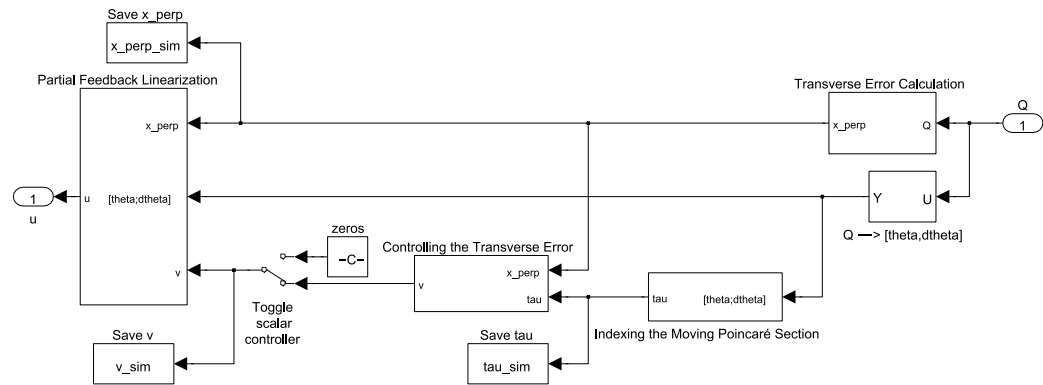 Save x_perp
x_perp_sim
Partial Feedback Linearization
x_perp
u
[theta;dtheta]
v
1
u
Transverse Error Calculation
x_perp
Q
Q
1
Y
U
Q —> [theta,dtheta]
zeros
-C-
Controlling the Transverse Error
v
x_perp
tau
tau
[theta;dtheta]
Indexing the Moving Poincaré Section
Toggle
scalar
controller
Save v
v_sim
Save tau
tau_sim